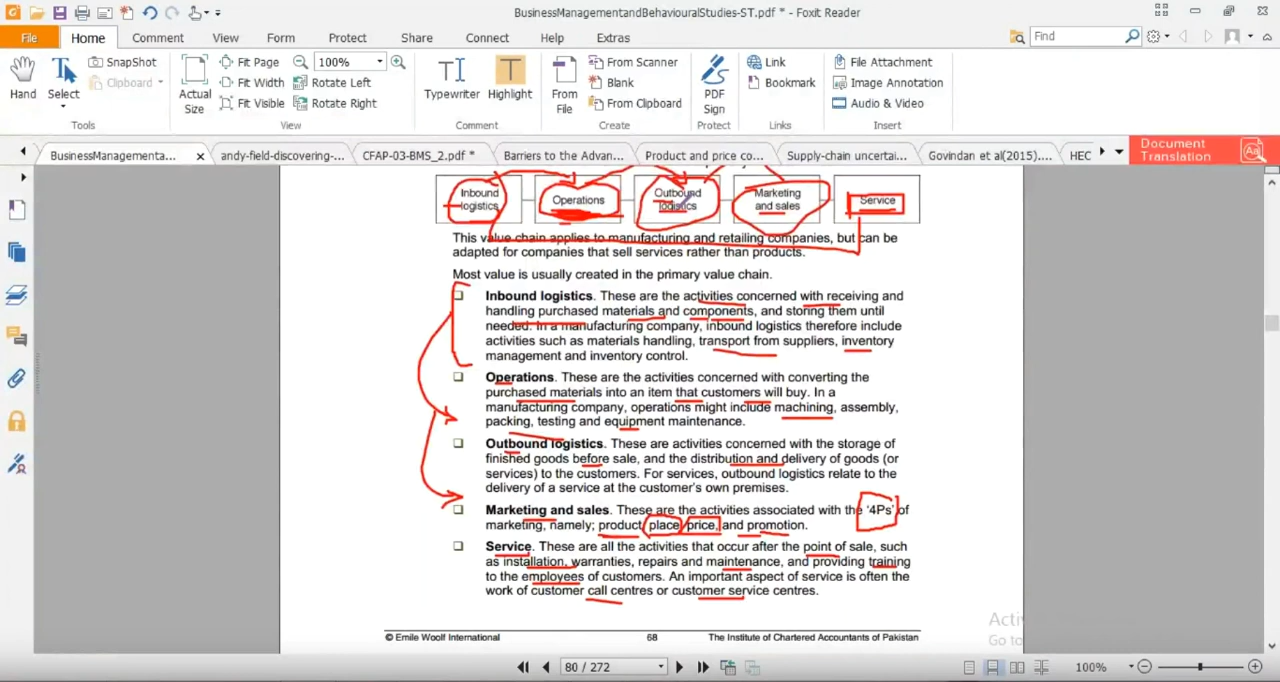 BusinessManagementandBehaviouralStudies-ST.pdf * - Foxit Reader
File Home Comment View Form Protect Share Connect Help Extras Find
SnapShot Fit Page 100% From Scanner Link File Attachment
Clipboard Fit Width Rotate Left Blank Bookmark Image Annotation
Hand Select Actual Size Fit Visible Rotate Right Typewriter Highlight From File From Clipboard PDF Sign Audio & Video
Tools View Comment Create Protect Links Insert
BusinessManagementa... x andy-field-discovering-... CFAP-03-BMS_2.pdf * Barriers to the Advan... Product and price co... Supply-chain uncertai... Govindan et al(2015).... HEC
Document Translation
Inbound logistics
Operations
Outbound logistics
Marketing and sales
Service
This value chain applies to manufacturing and retailing companies, but can be
adapted for companies that sell services rather than products.
Most value is usually created in the primary value chain.
Inbound logistics. These are the activities concerned with receiving and
handling purchased materials and components, and storing them until
needed. In a manufacturing company, inbound logistics therefore include
activities such as materials handling, transport from suppliers, inventory
management and inventory control.
Operations. These are the activities concerned with converting the
purchased materials into an item that customers will buy. In a
manufacturing company, operations might include machining, assembly,
packing, testing and equipment maintenance.
Outbound logistics. These are activities concerned with the storage of
finished goods before sale, and the distribution and delivery of goods (or
services) to the customers. For services, outbound logistics relate to the
delivery of a service at the customer's own premises.
Marketing and sales. These are the activities associated with the '4Ps' of
marketing, namely; product, place, price, and promotion.
Service. These are all the activities that occur after the point of sale, such
as installation, warranties, repairs and maintenance, and providing training
to the employees of customers. An important aspect of service is often the
work of customer call centres or customer service centres.
© Emile Woolf International 68 The Institute of Chartered Accountants of Pakistan
Go to
80 / 272
100%